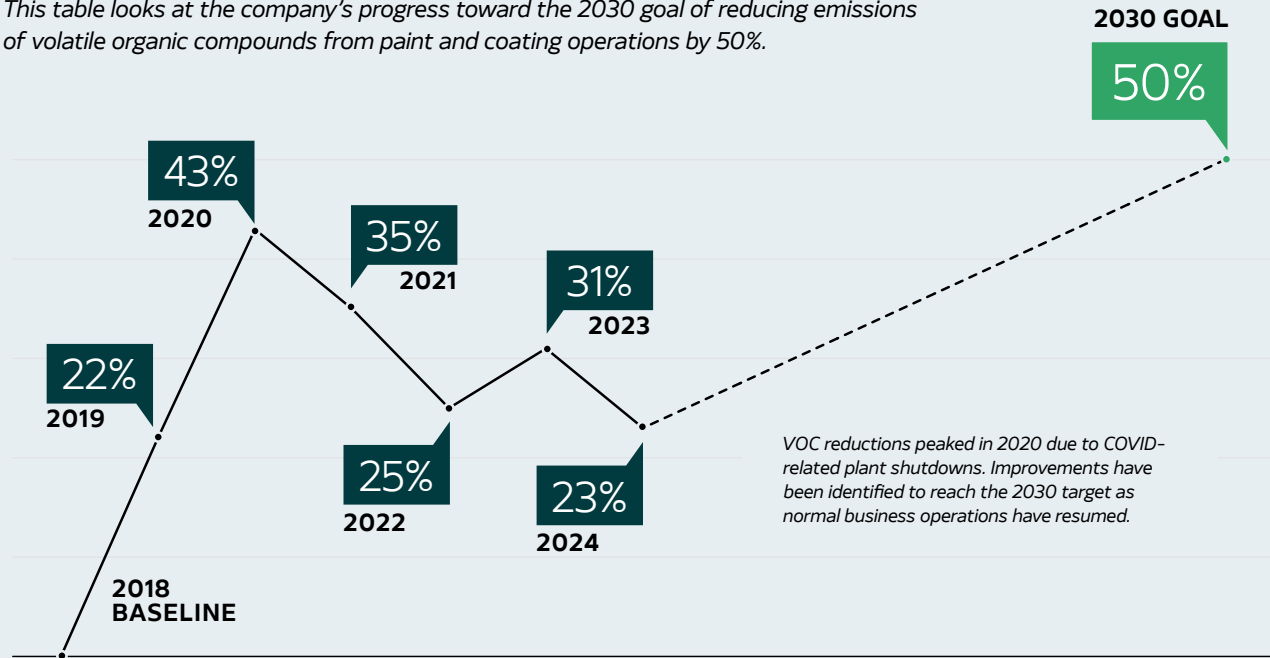 This table looks at the company’s progress toward the 2030 goal of reducing emissions
of volatile organic compounds from paint and coating operations by 50%.
2030 GOAL
50%
43%
2020
35%
2021
31%
2023
22%
2019
25%
2022
23%
2024
VOC reductions peaked in 2020 due to COVID-
related plant shutdowns. Improvements have
been identified to reach the 2030 target as
normal business operations have resumed.
2018
BASELINE